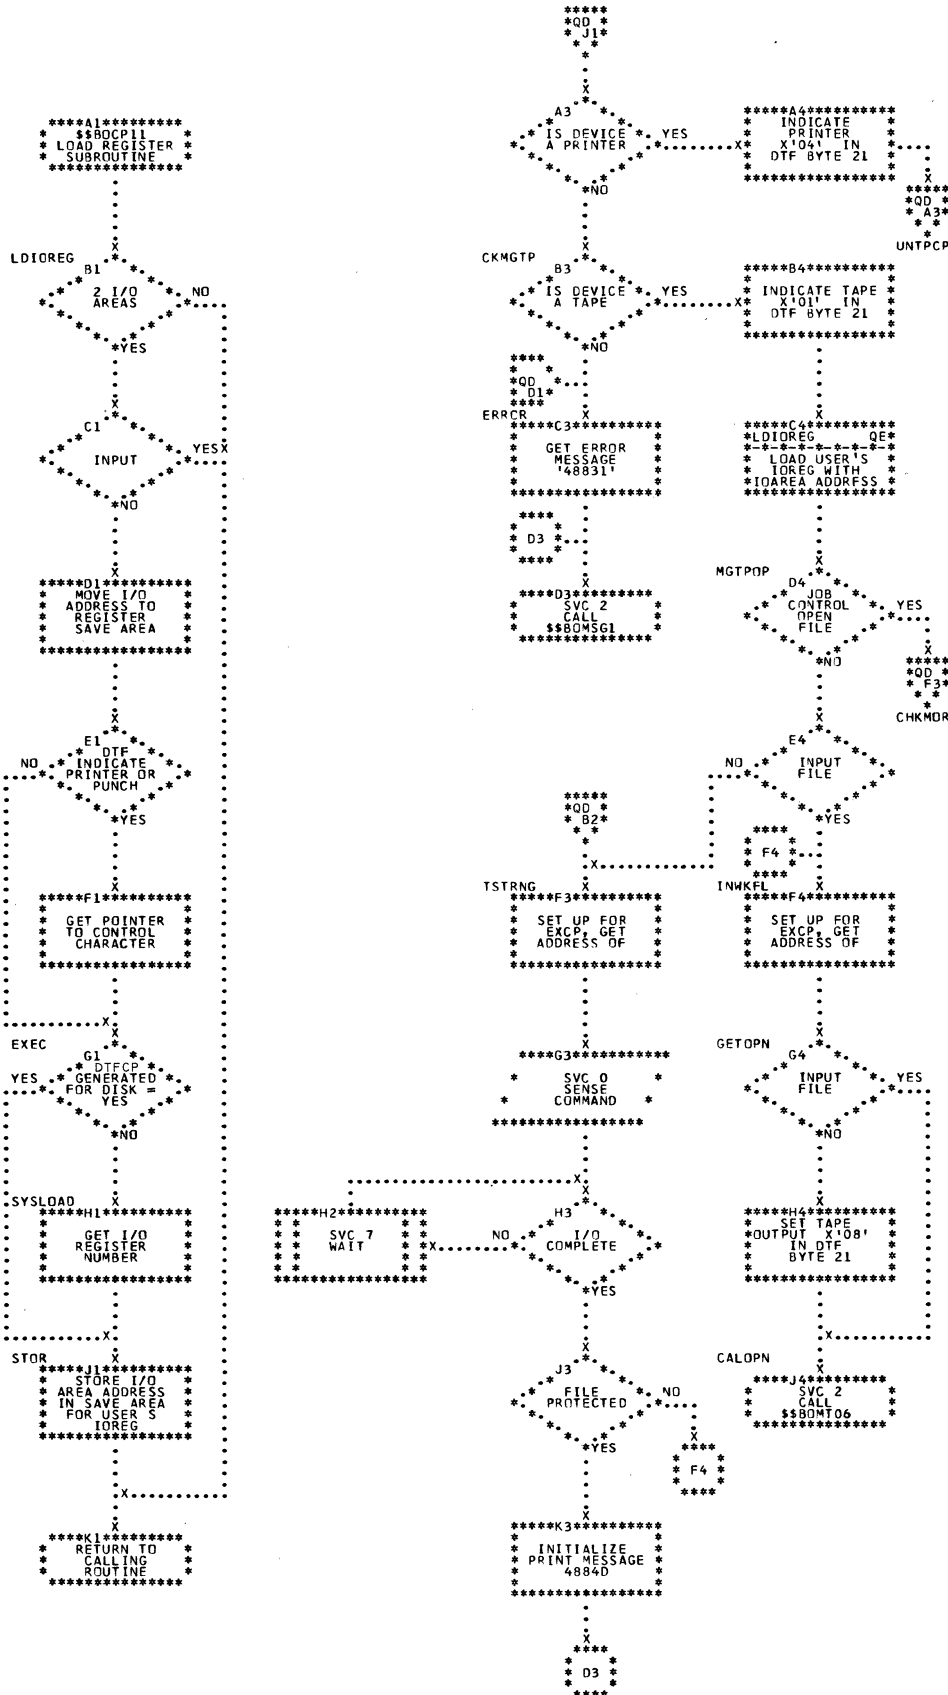 QD
J1
A1
$$BOCP11
LOAD REGISTER
SUBROUTINE
A3
IS DEVICE
A PRINTER
YES
NO
A4
INDICATE
PRINTER
X'04' IN
DTF BYTE 21
QD
A3
UNTPCP
LDIOREG
B1
2 I/O
AREAS
NO
YES
CKMGTP
B3
IS DEVICE
A TAPE
YES
NO
B4
INDICATE TAPE
X'01' IN
DTF BYTE 21
QD
D1
C1
INPUT
YES
NO
ERRCR
C3
GET ERROR
MESSAGE
'48831'
C4
LDIOREG QE
LOAD USER'S
IOREG WITH
IOAREA ADDRFSS
D3
D1
MOVE I/O
ADDRESS TO
REGISTER
SAVE AREA
D3
SVC 2
CALL
$$BOMSG1
MGTPOP
D4
JOB
CONTROL
OPEN
FILE
YES
NO
QD
F3
CHKMOR
E1
DTF
INDICATE
PRINTER OR
PUNCH
NO
YES
E4
INPUT
FILE
NO
YES
QD
B2
F4
F1
GET POINTER
TO CONTROL
CHARACTER
TSTRNG
F3
SET UP FOR
EXCP, GET
ADDRESS OF
INWKFL
F4
SET UP FOR
EXCP, GET
ADDRESS OF
EXEC
G1
DTFCP
GENERATED
FOR DISK =
YES
YES
NO
G3
SVC 0
SENSE
COMMAND
GETOPN
G4
INPUT
FILE
YES
NO
SYSLOAD
H1
GET I/O
REGISTER
NUMBER
H2
SVC 7
WAIT
H3
I/O
COMPLETE
NO
YES
H4
SET TAPE
OUTPUT X'08'
IN DTF
BYTE 21
STOR
J1
STORE I/O
AREA ADDRESS
IN SAVE AREA
FOR USER S
IOREG
J3
FILE
PROTECTED
NO
YES
F4
CALOPN
J4
SVC 2
CALL
$$BOMT06
K1
RETURN TO
CALLING
ROUTINE
K3
INITIALIZE
PRINT MESSAGE
4884D
D3